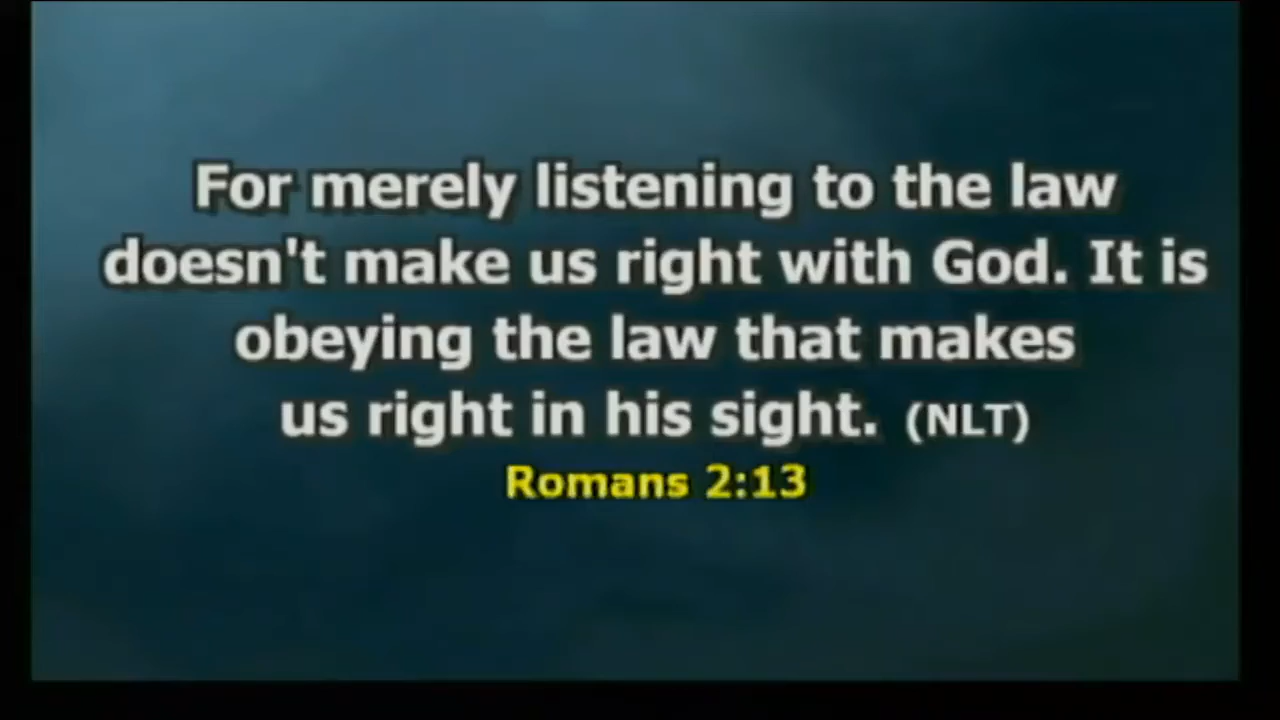 For merely listening to the law
doesn't make us right with God. It is
obeying the law that makes
us right in his sight. (NLT)
Romans 2:13